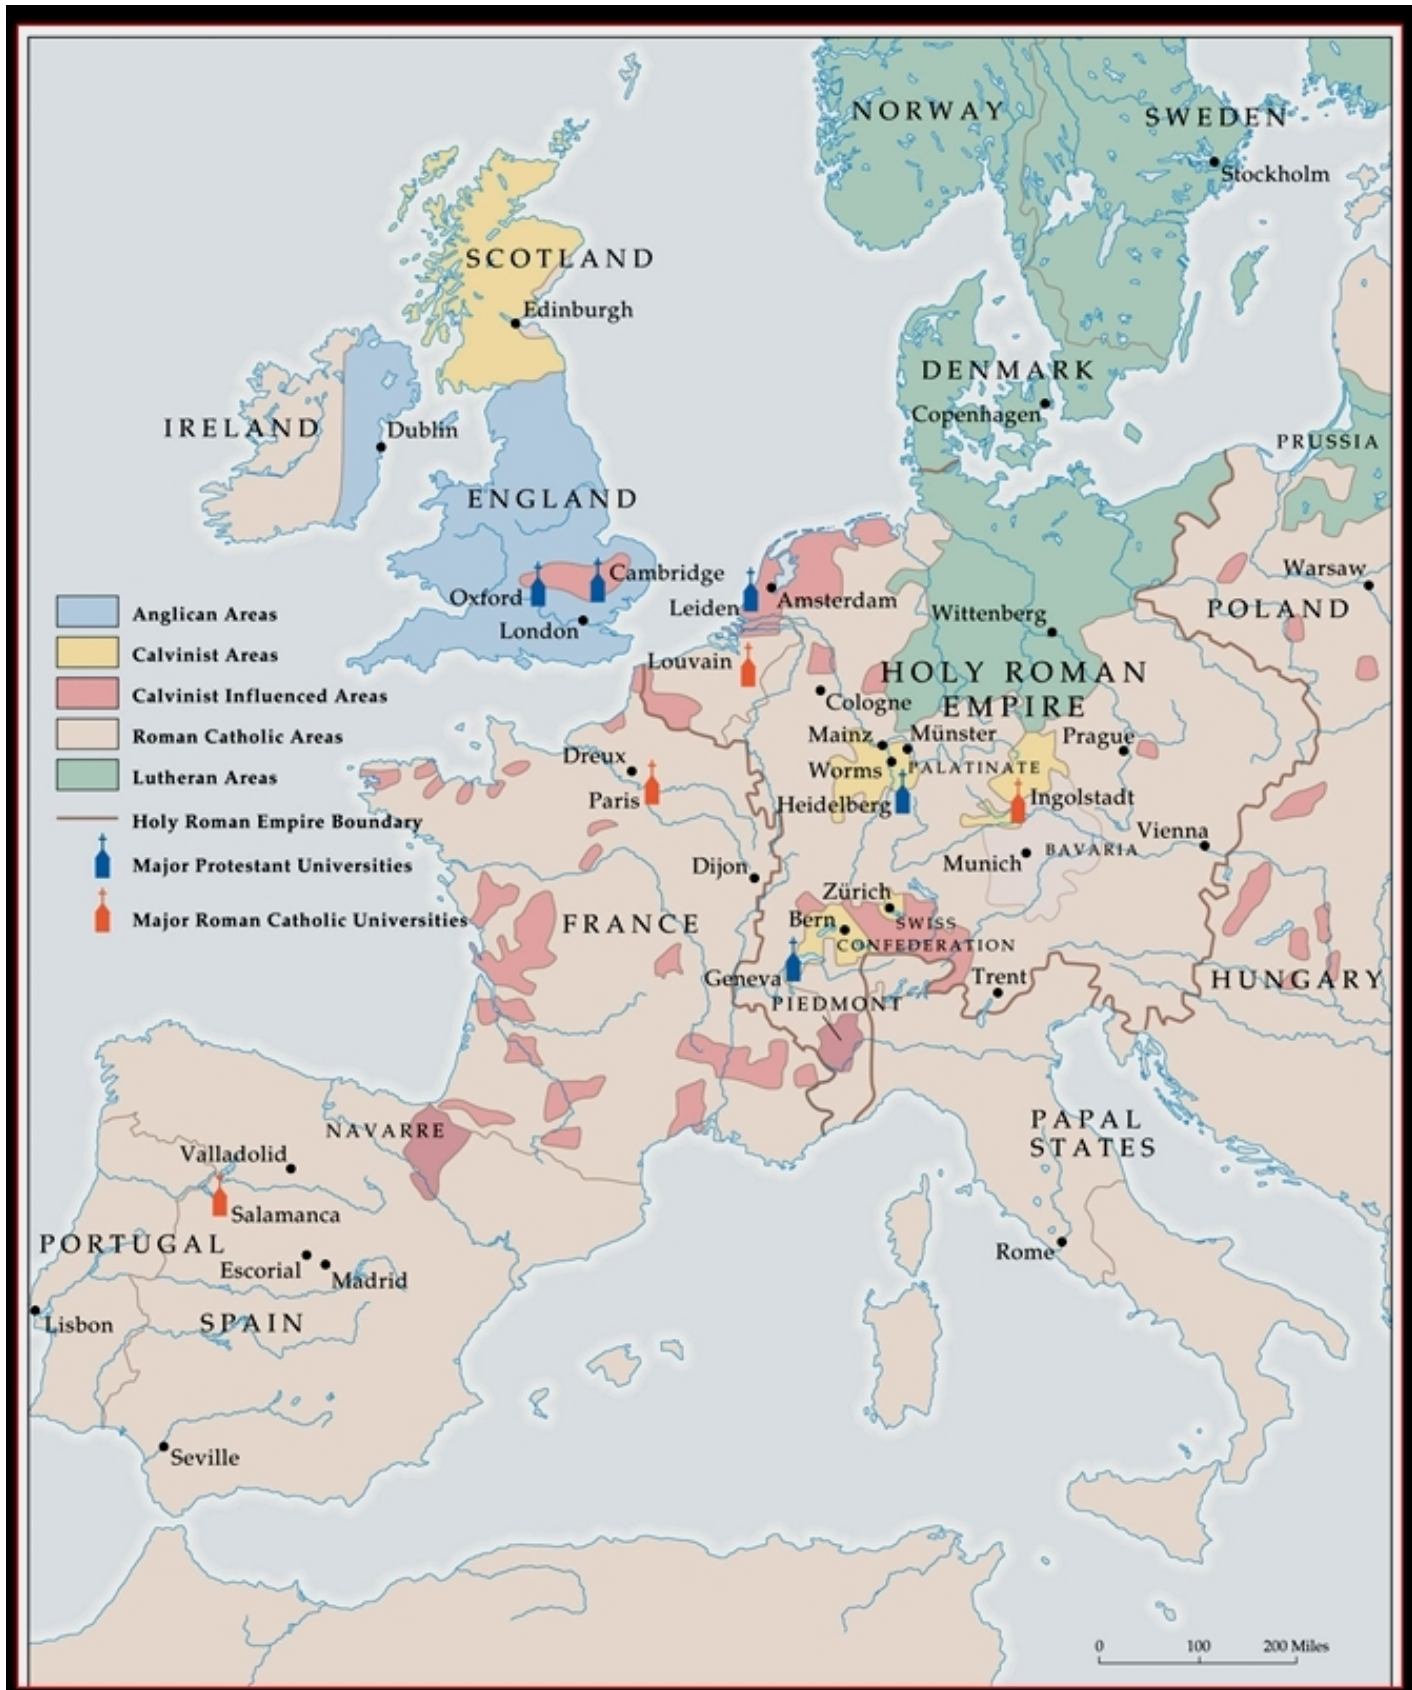 NORWAY
SWEDEN
Stockholm
SCOTLAND
Edinburgh
DENMARK
Copenhagen
IRELAND
Dublin
PRUSSIA
ENGLAND
Cambridge
Oxford
London
Leiden
Amsterdam
Warsaw
POLAND
Wittenberg
Louvain
HOLY ROMAN
EMPIRE
Cologne
Anglican Areas
Calvinist Areas
Calvinist Influenced Areas
Roman Catholic Areas
Lutheran Areas
Holy Roman Empire Boundary
Major Protestant Universities
Major Roman Catholic Universities
Mainz
Münster
Prague
Dreux
Worms
PALATINATE
Paris
Heidelberg
Ingolstadt
Vienna
Dijon
Munich
BAVARIA
Zürich
FRANCE
Bern
SWISS
CONFEDERATION
Geneva
Trent
HUNGARY
PIEDMONT
NAVARRE
PAPAL
STATES
Valladolid
Salamanca
PORTUGAL
Escorial
Madrid
Rome
Lisbon
SPAIN
Seville
0 100 200 Miles